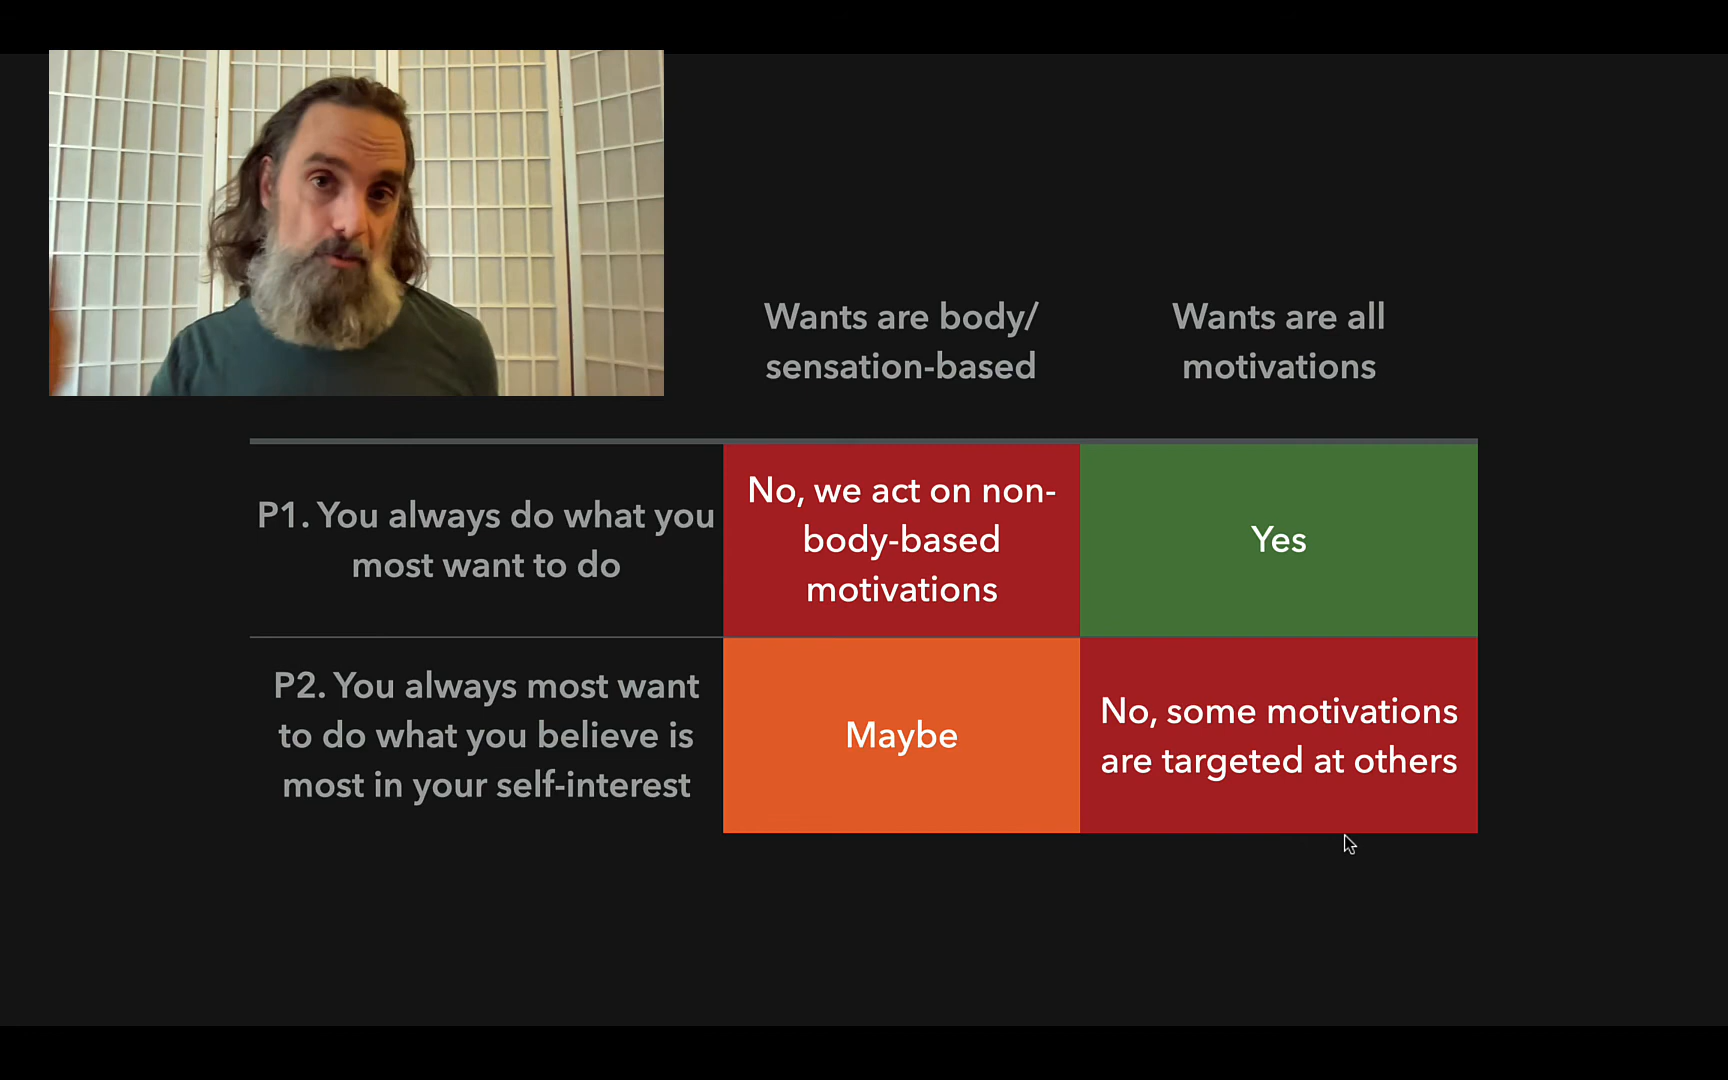 Wants are body/
sensation-based
Wants are all
motivations
P1. You always do what you
most want to do
No, we act on non-
body-based
motivations
Yes
P2. You always most want
to do what you believe is
most in your self-interest
Maybe
No, some motivations
are targeted at others